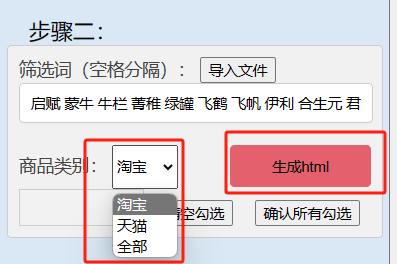 步骤二：
筛选词（空格分隔）： 导入文件
启赋 蒙牛 牛栏 菁稚 绿罐 飞鹤 飞帆 伊利 合生元 君
商品类别： 淘宝 生成html
淘宝
天猫
全部
清空勾选 确认所有勾选